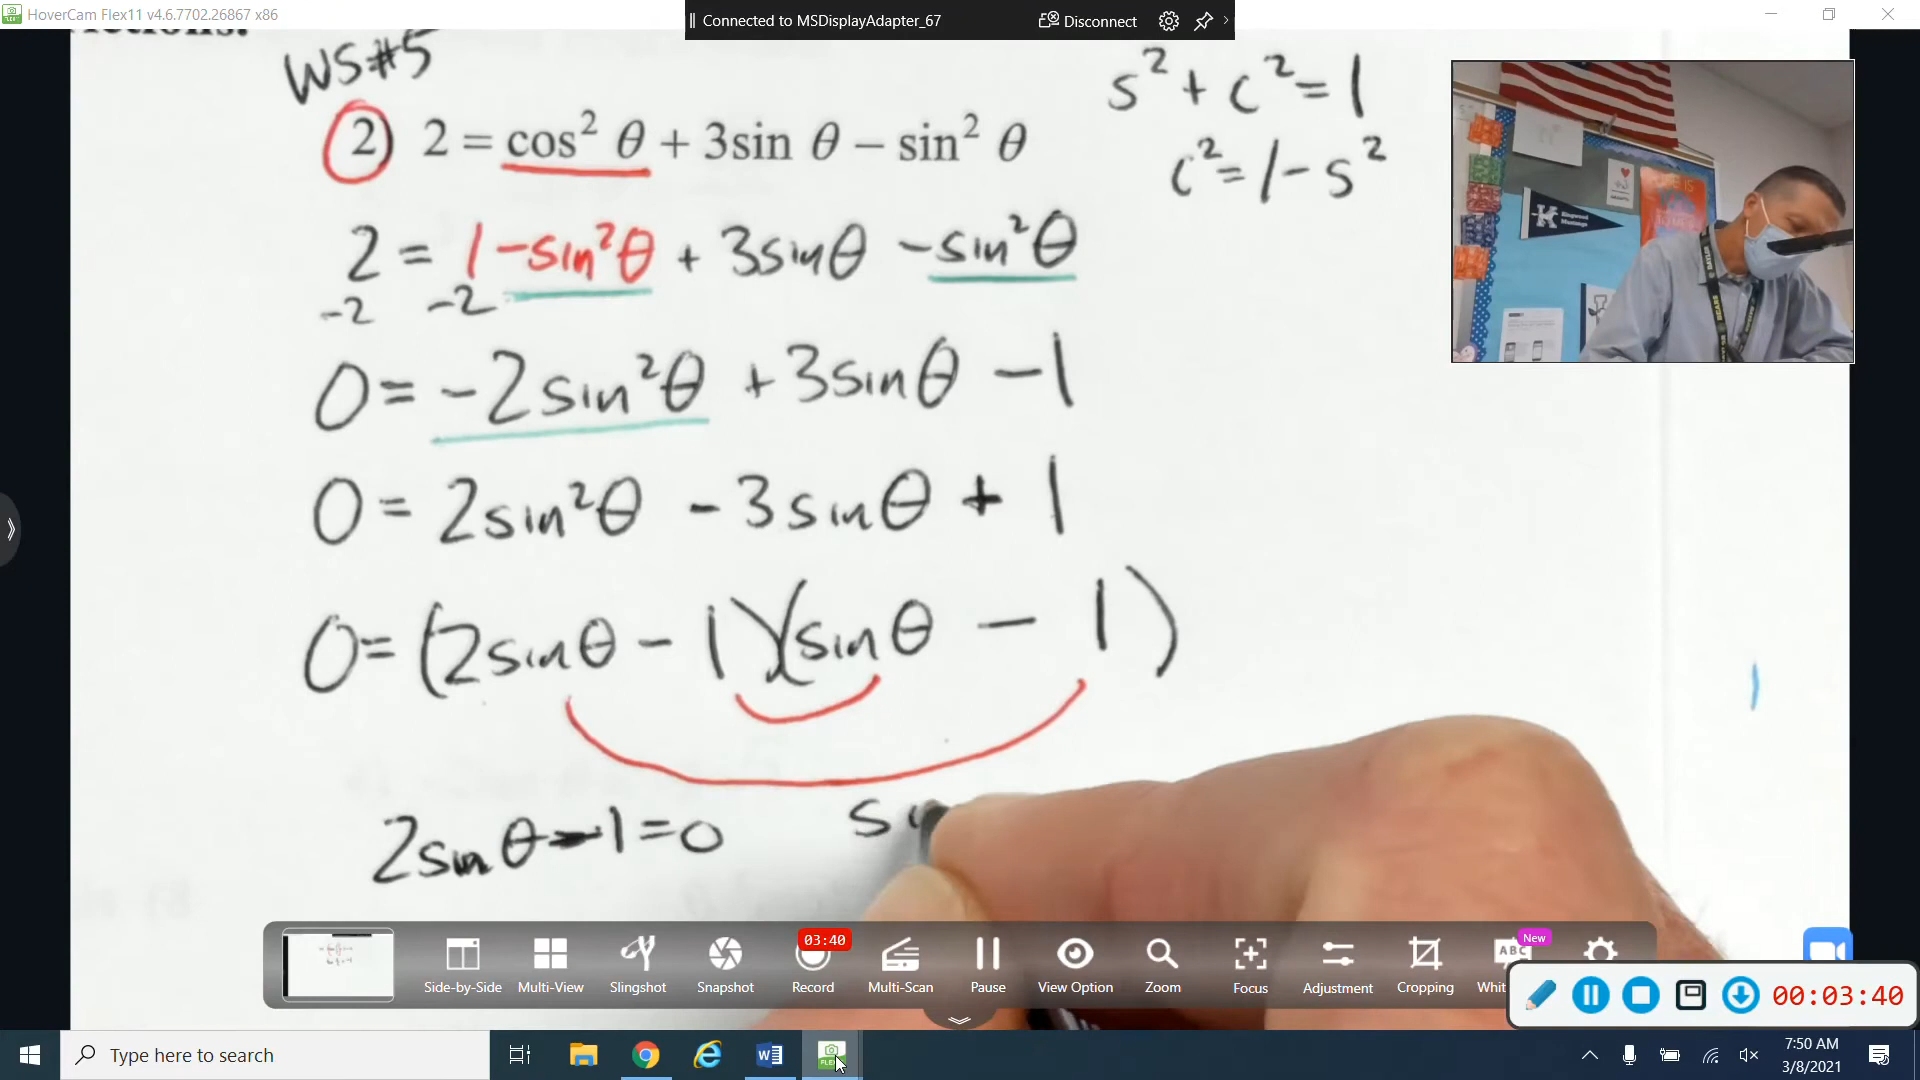 HoverCam Flex11 v4.6.7702.26867 x86
Connected to MSDisplayAdapter_67
Disconnect
WS#5
2) 2 = cos² θ + 3sin θ − sin² θ
2 = 1 − sin²θ + 3sinθ − sin²θ
-2 -2
0 = -2sin²θ + 3sinθ − 1
0 = 2sin²θ - 3sinθ + 1
0 = (2sinθ - 1)(sinθ - 1)
2sinθ-1=0
s² + c² = 1
c² = 1 - s²
03:40
Side-by-Side
Multi-View
Slingshot
Snapshot
Record
Multi-Scan
Pause
View Option
Zoom
Focus
Adjustment
Cropping
ABC
New
Whit
00:03:40
Type here to search
7:50 AM
3/8/2021